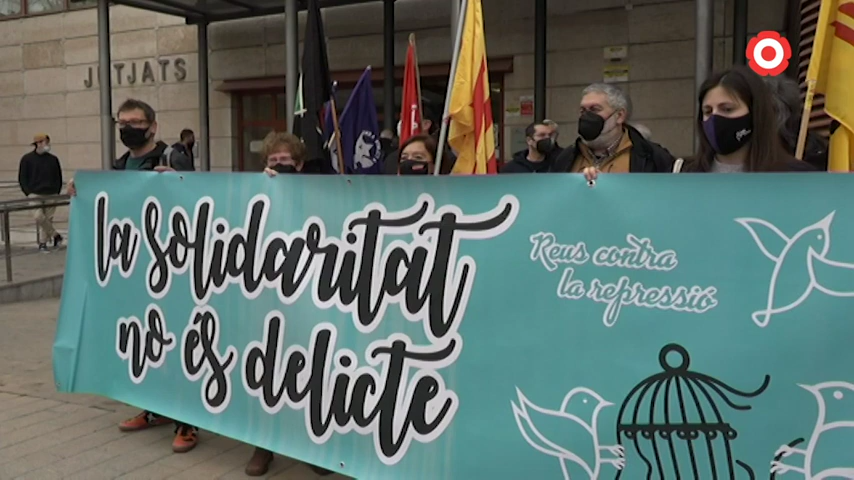 JUTJATS
la solidaritat
no és delicte
Reus contra
la repressió